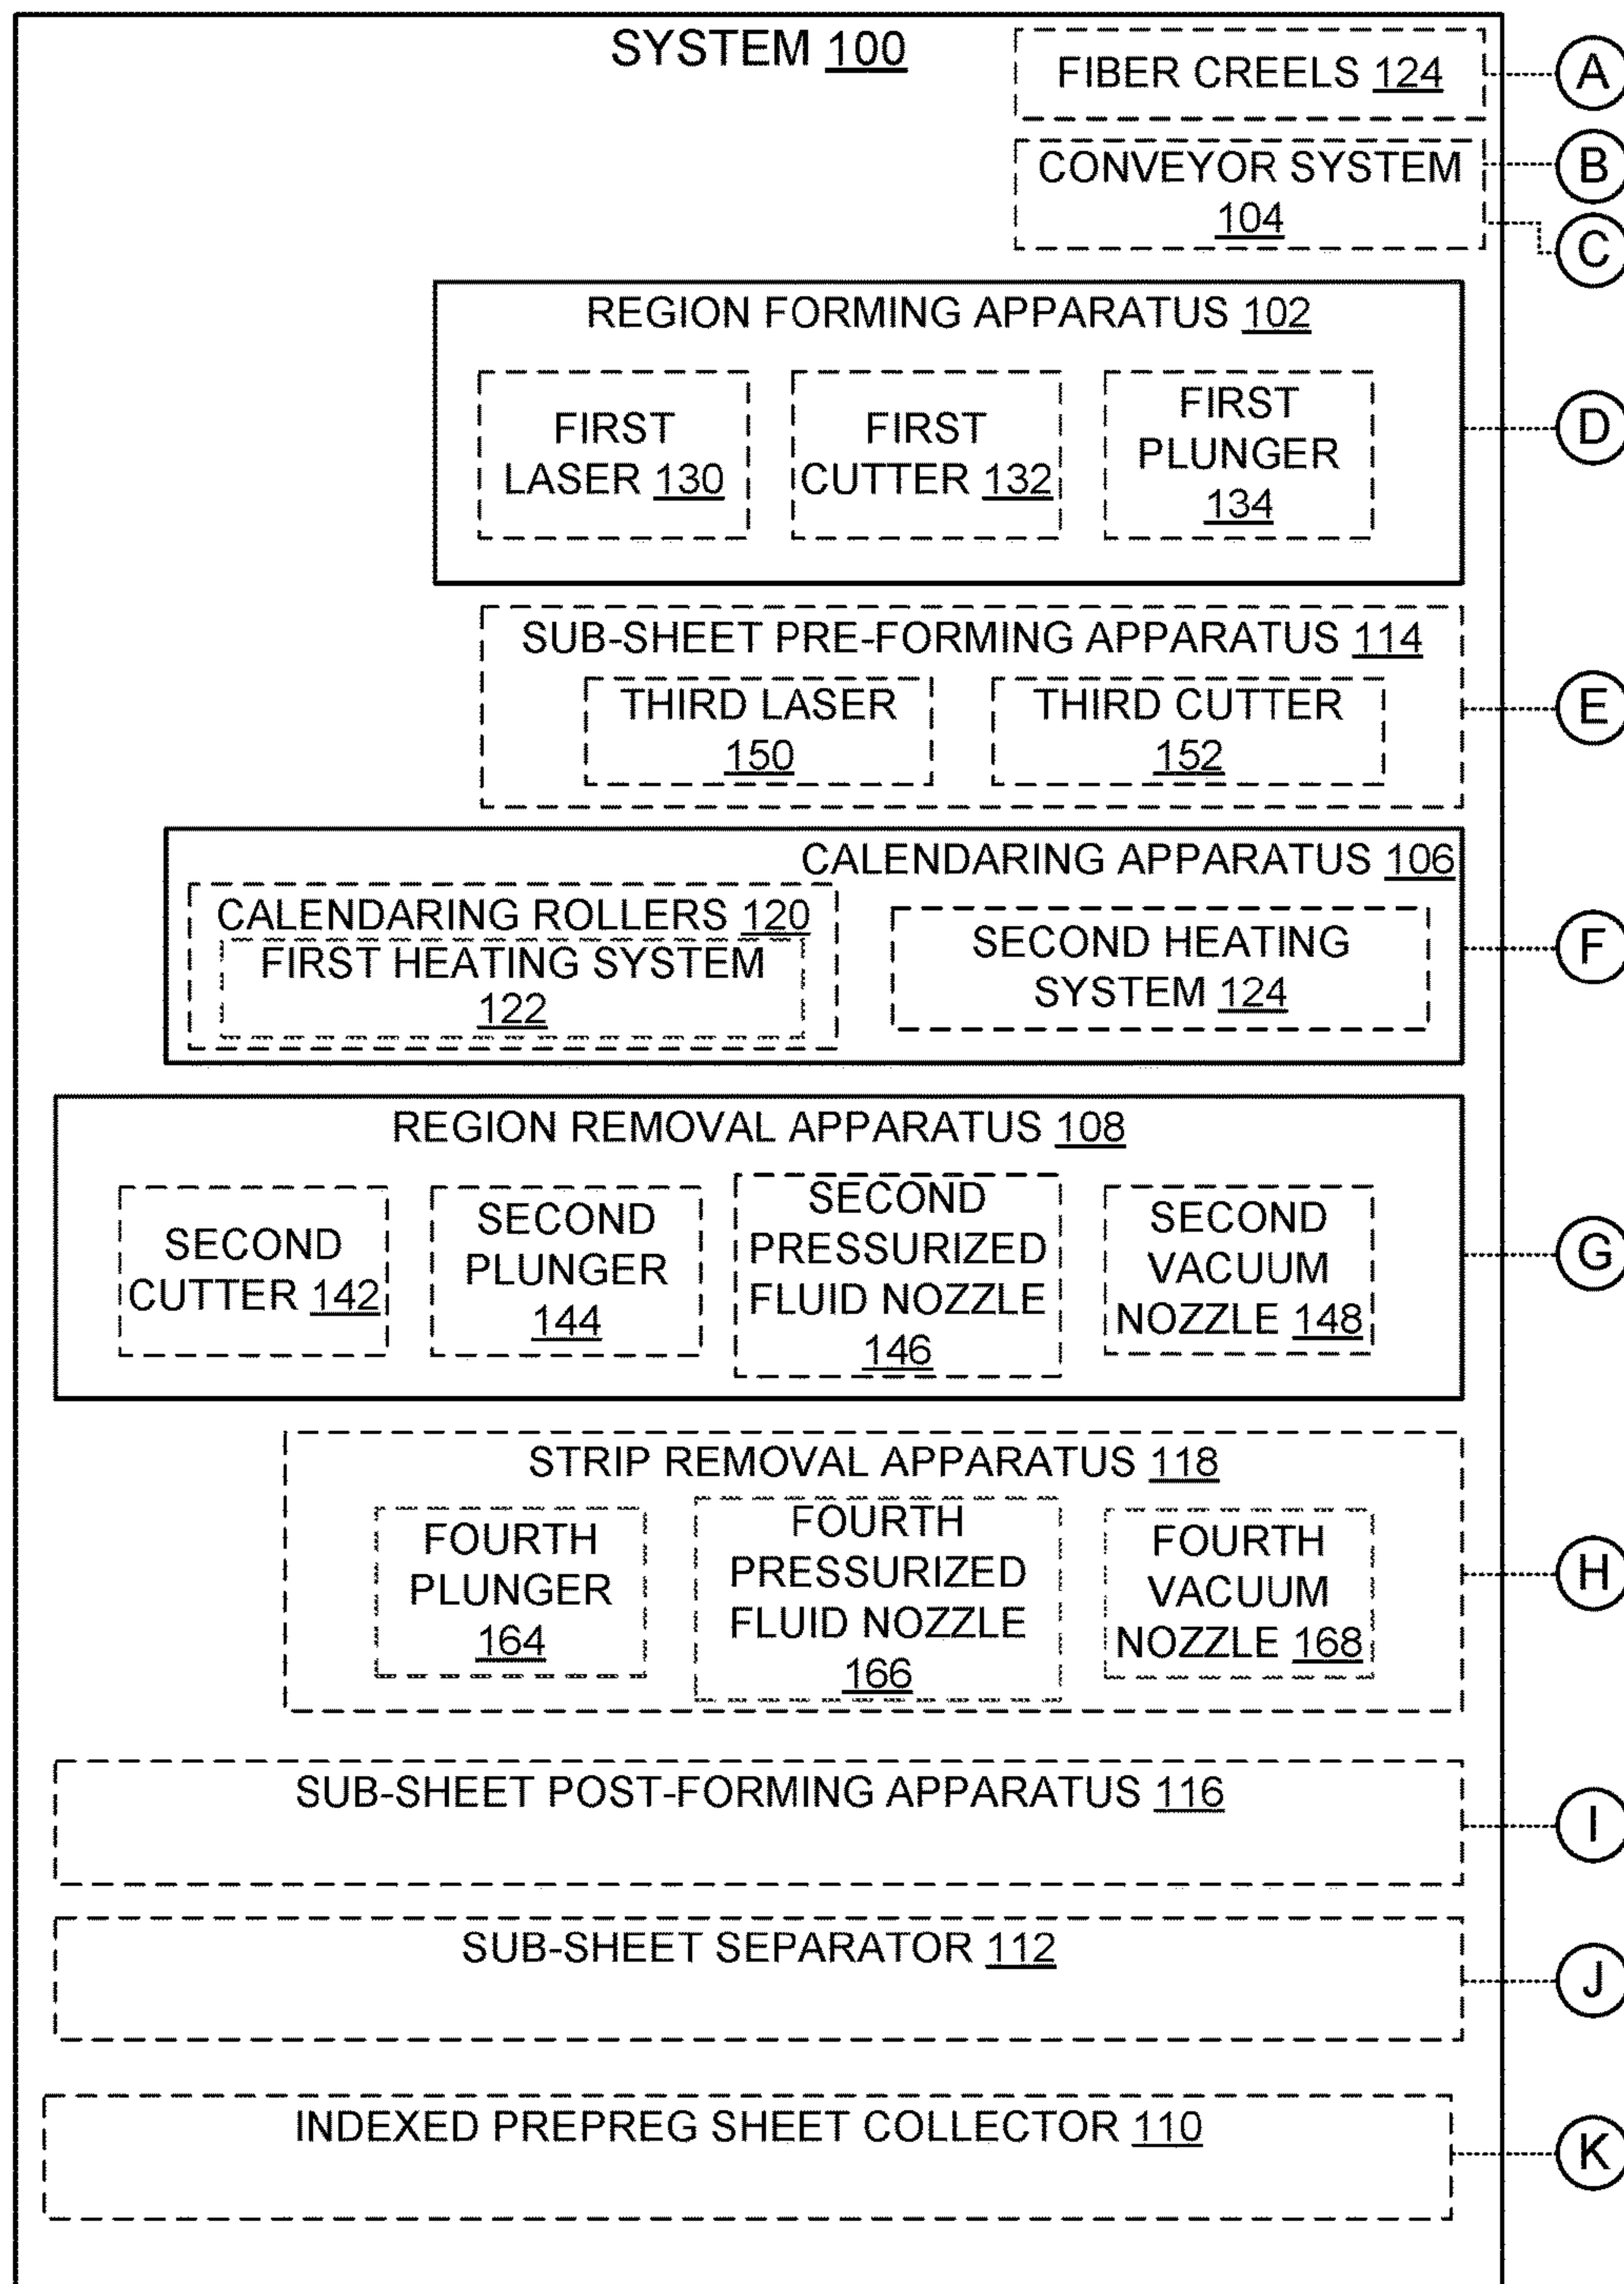 SYSTEM 100
FIBER CREELS 124
A
CONVEYOR SYSTEM
104
B
C
REGION FORMING APPARATUS 102
FIRST
LASER 130
FIRST
CUTTER 132
FIRST
PLUNGER
134
D
SUB-SHEET PRE-FORMING APPARATUS 114
THIRD LASER
150
THIRD CUTTER
152
E
CALENDARING APPARATUS 106
CALENDARING ROLLERS 120
FIRST HEATING SYSTEM
122
SECOND HEATING
SYSTEM 124
F
REGION REMOVAL APPARATUS 108
SECOND
CUTTER 142
SECOND
PLUNGER
144
SECOND
PRESSURIZED
FLUID NOZZLE
146
SECOND
VACUUM
NOZZLE 148
G
STRIP REMOVAL APPARATUS 118
FOURTH
PLUNGER
164
FOURTH
PRESSURIZED
FLUID NOZZLE
166
FOURTH
VACUUM
NOZZLE 168
H
SUB-SHEET POST-FORMING APPARATUS 116
I
SUB-SHEET SEPARATOR 112
J
INDEXED PREPREG SHEET COLLECTOR 110
K